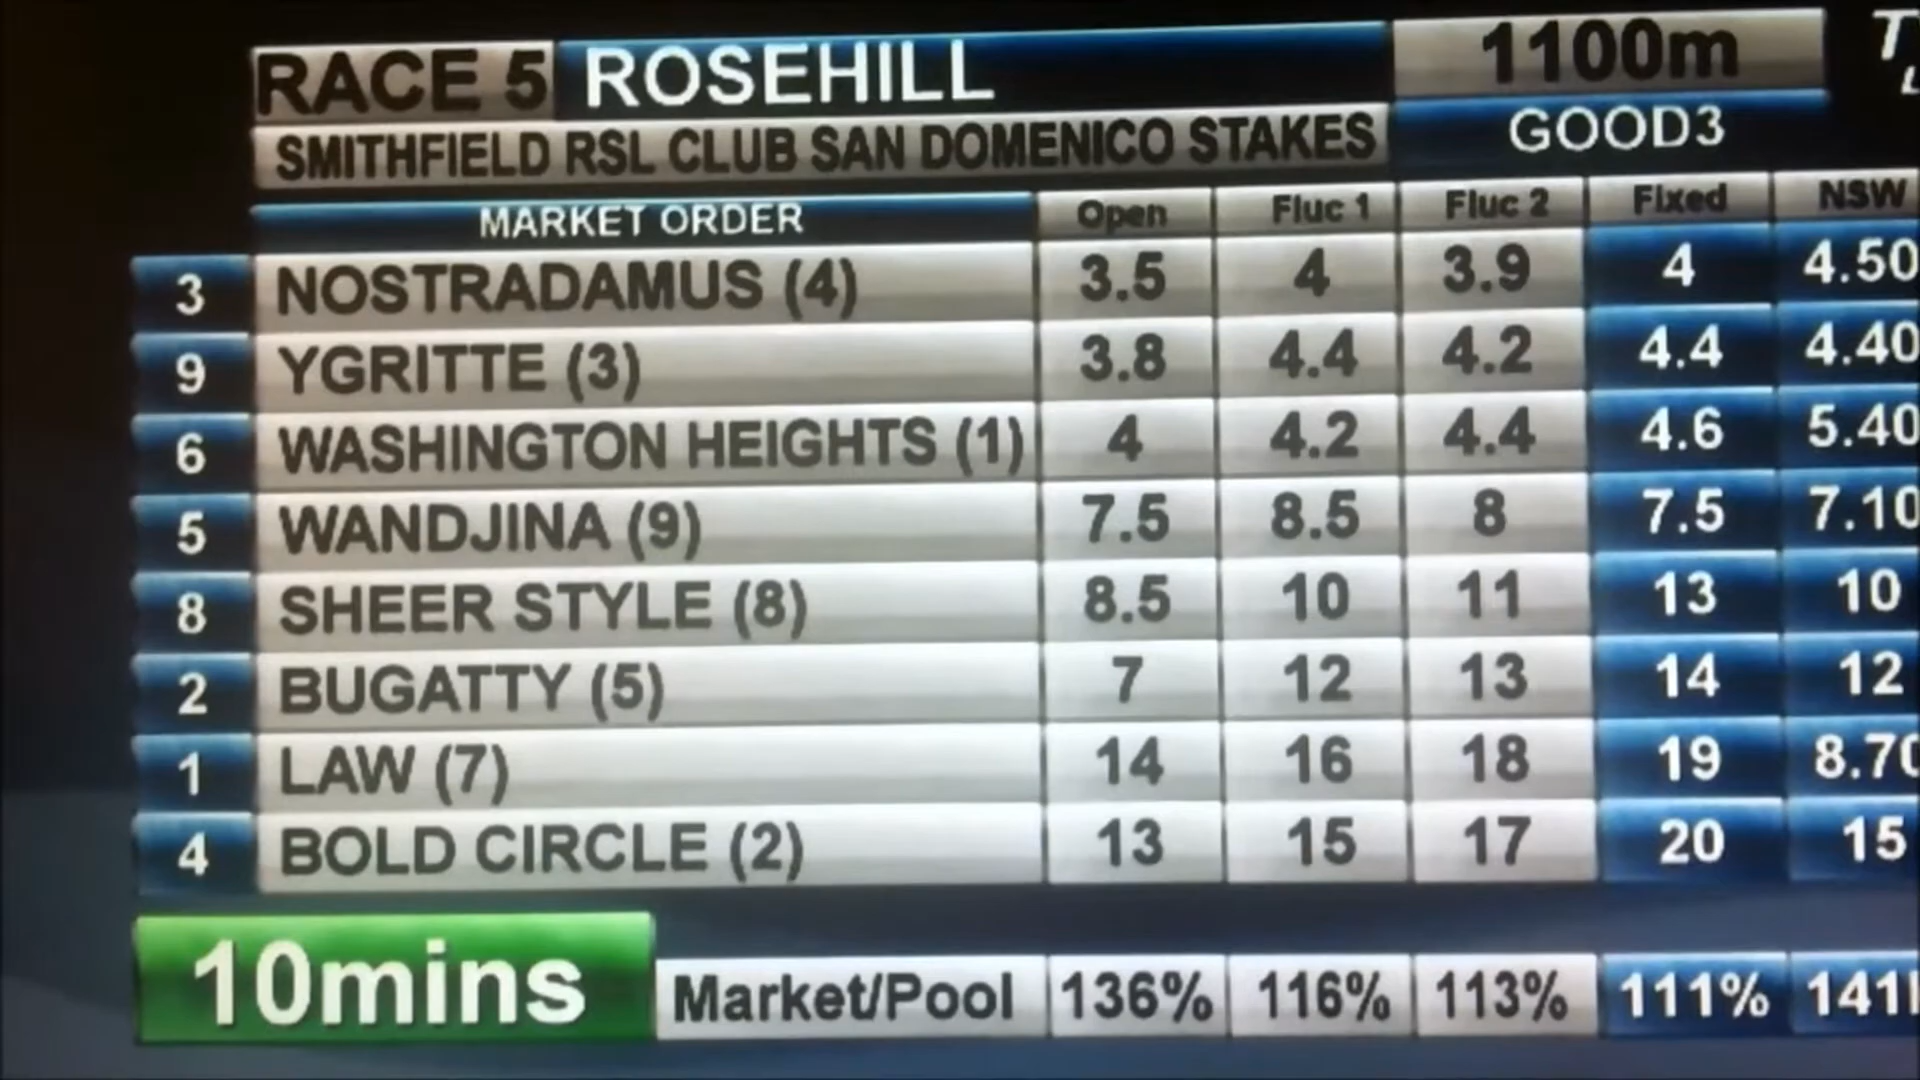 RACE 5 ROSEHILL 1100m
SMITHFIELD RSL CLUB SAN DOMENICO STAKES GOOD3
MARKET ORDER Open Fluc 1 Fluc 2 Fixed NSW
3 NOSTRADAMUS (4) 3.5 4 3.9 4 4.50
9 YGRITTE (3) 3.8 4.4 4.2 4.4 4.40
6 WASHINGTON HEIGHTS (1) 4 4.2 4.4 4.6 5.40
5 WANDJINA (9) 7.5 8.5 8 7.5 7.10
8 SHEER STYLE (8) 8.5 10 11 13 10
2 BUGATTY (5) 7 12 13 14 12
1 LAW (7) 14 16 18 19 8.70
4 BOLD CIRCLE (2) 13 15 17 20 15
10mins Market/Pool 136% 116% 113% 111%